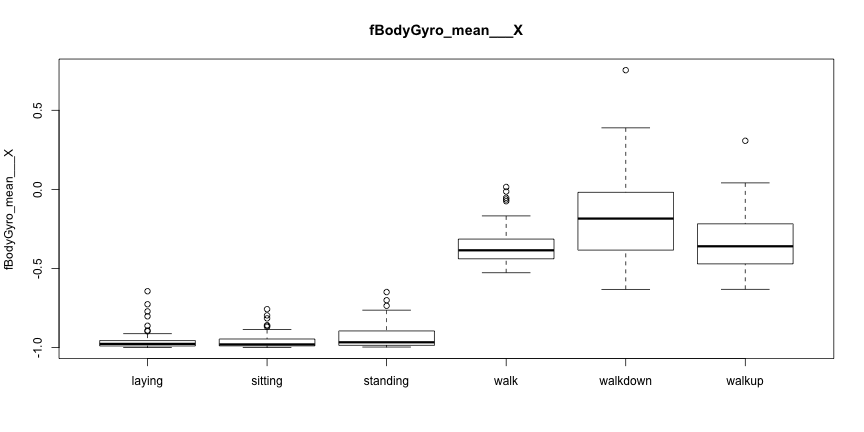 fBodyGyro_mean___X
fBodyGyro_mean___X
0.5
0.0
-0.5
-1.0
laying sitting standing walk walkdown walkup